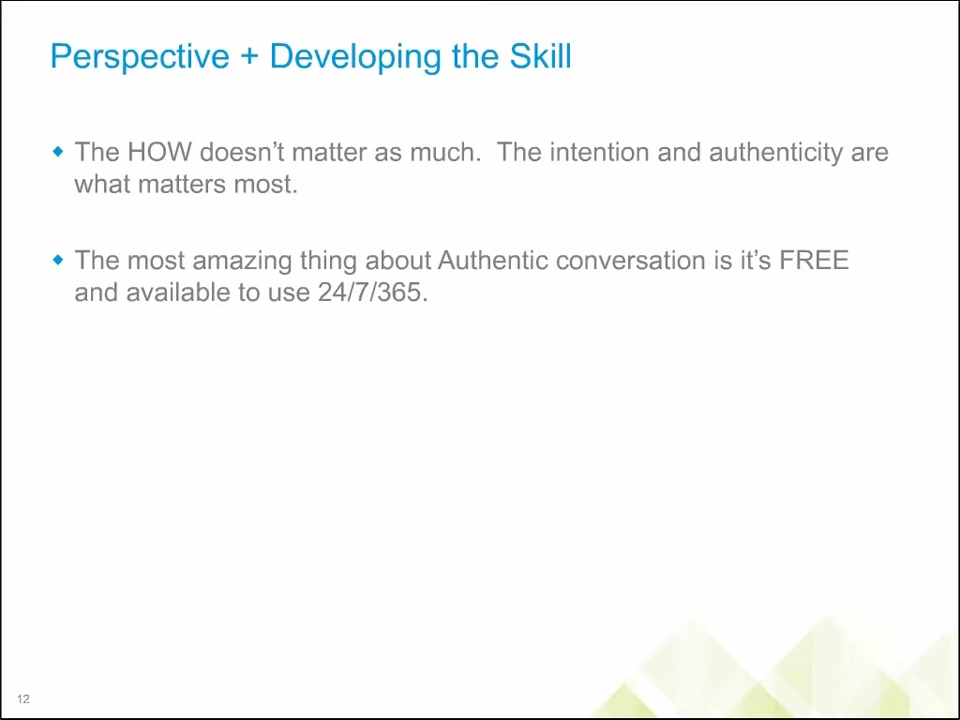 Perspective + Developing the Skill
The HOW doesn’t matter as much.  The intention and authenticity are
what matters most.
The most amazing thing about Authentic conversation is it’s FREE
and available to use 24/7/365.
12